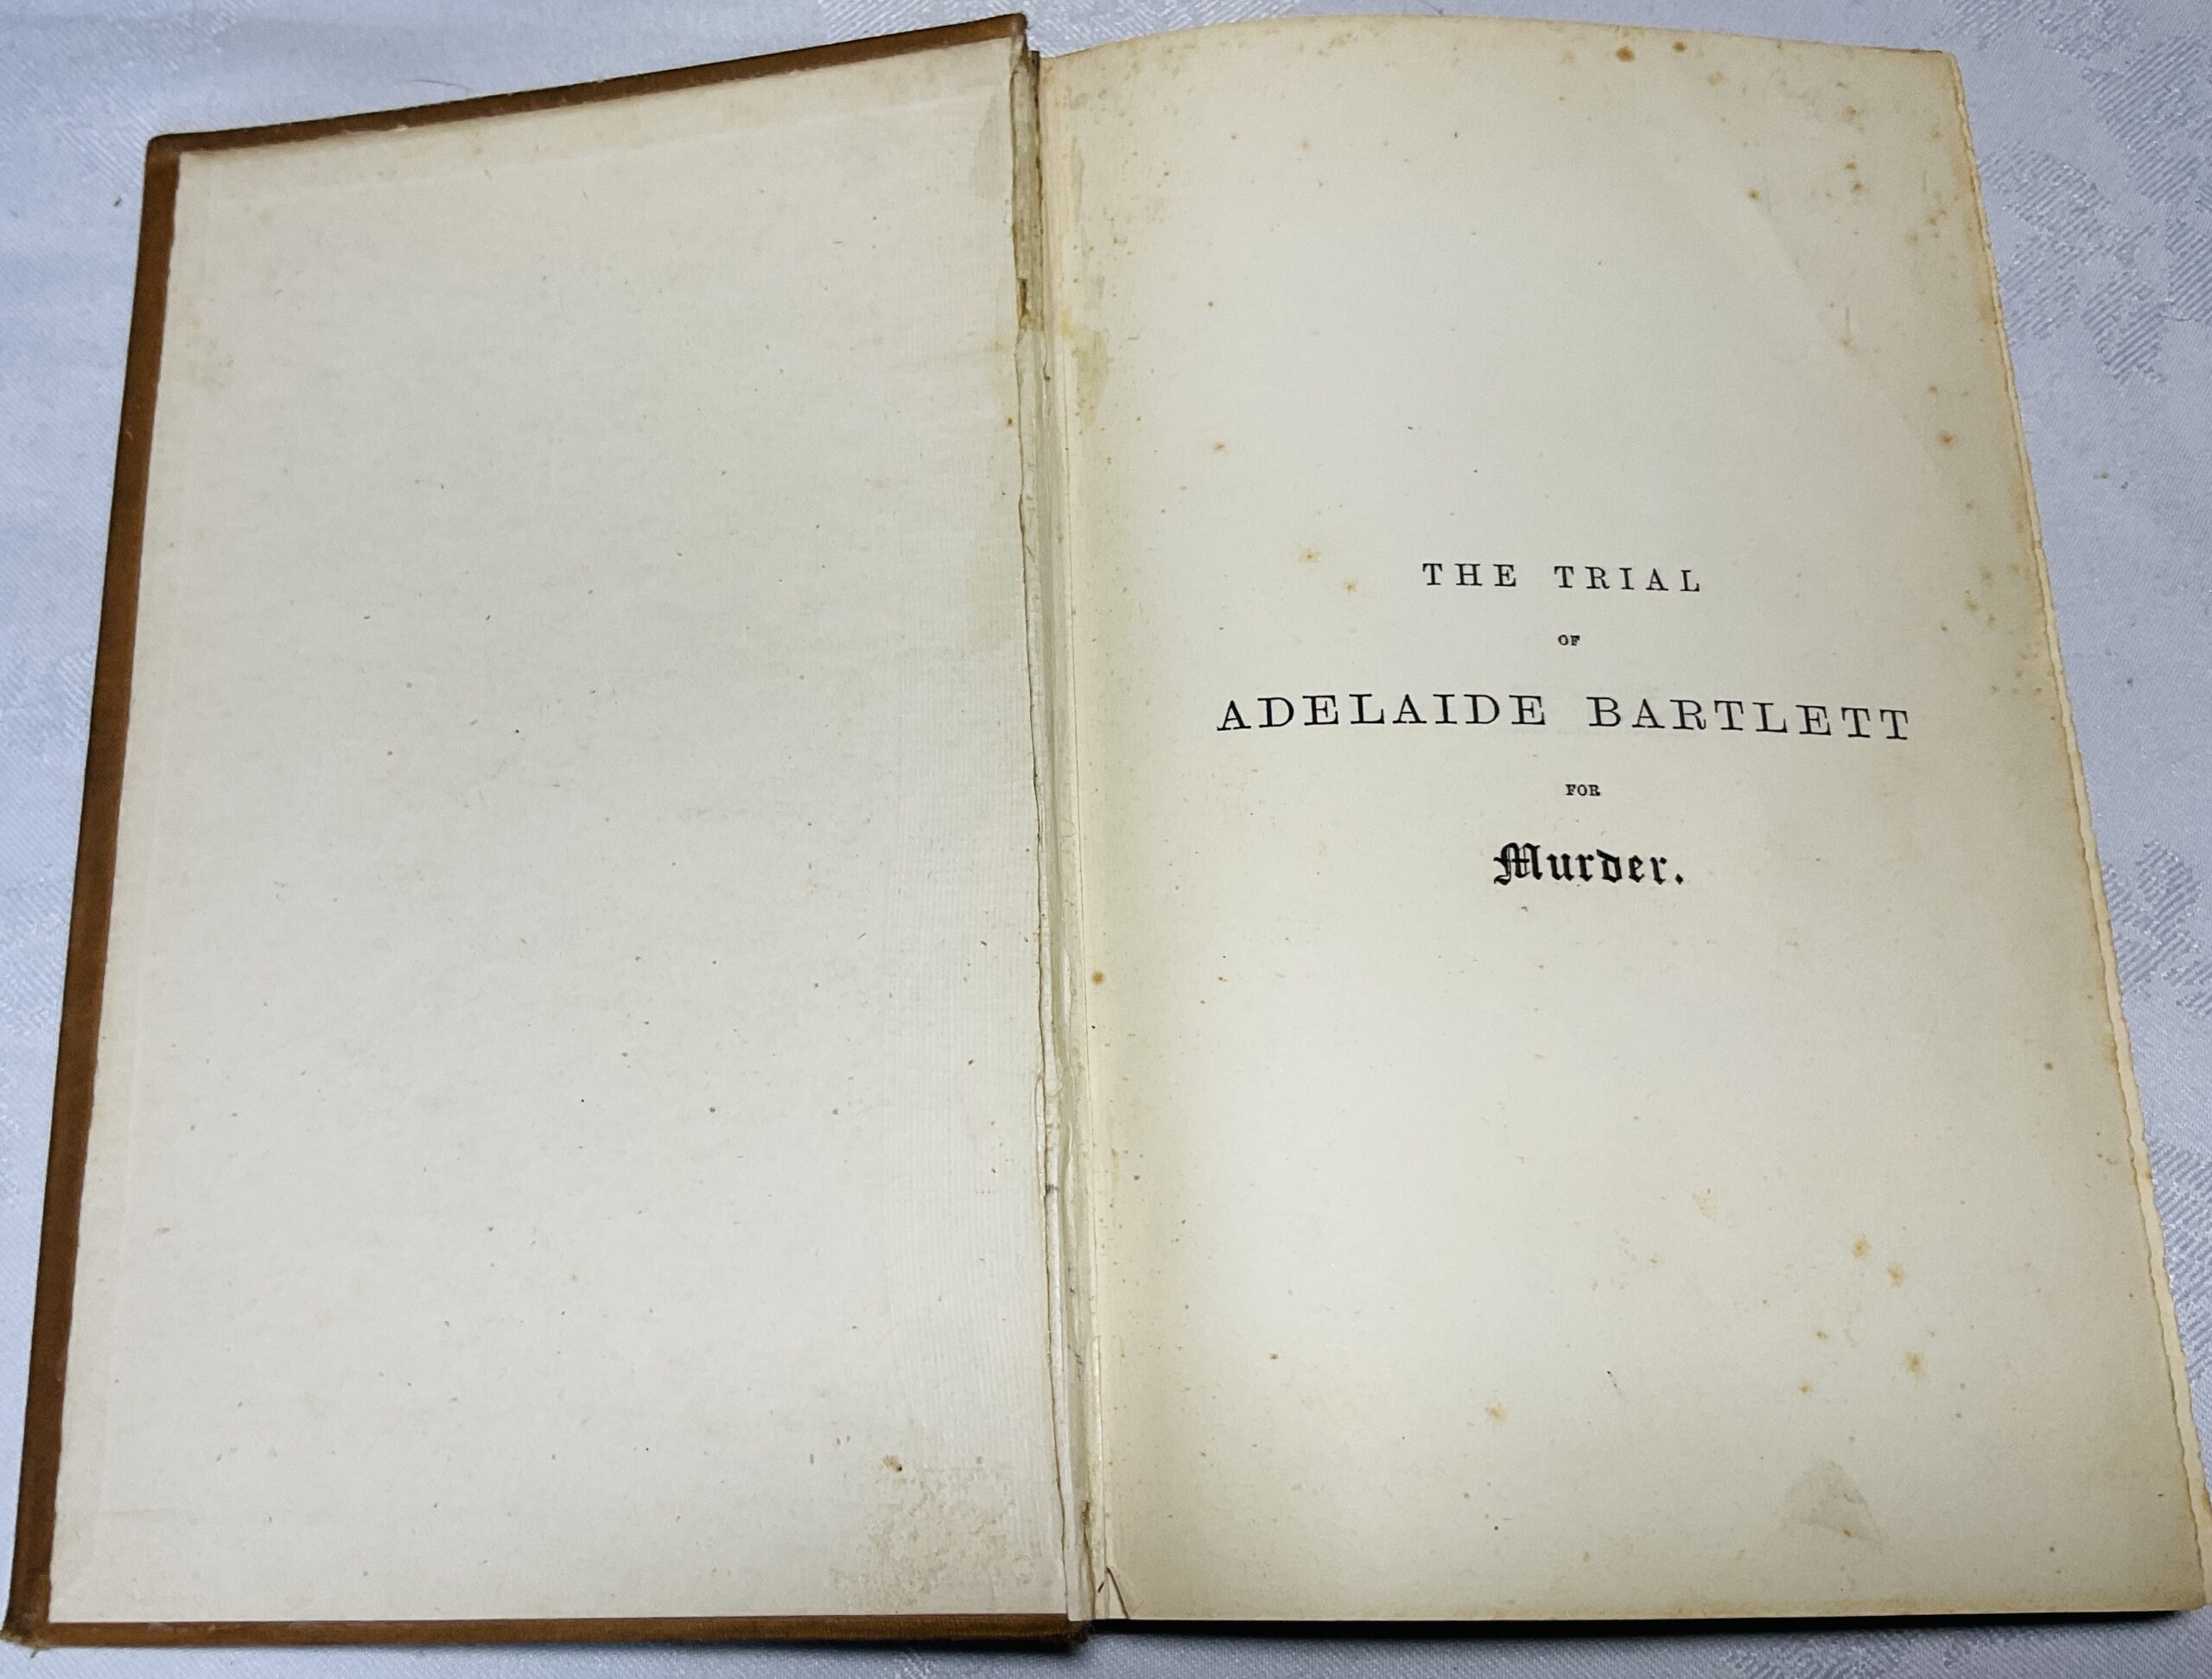 THE TRIAL
OF
ADELAIDE BARTLETT
FOR
Murder.